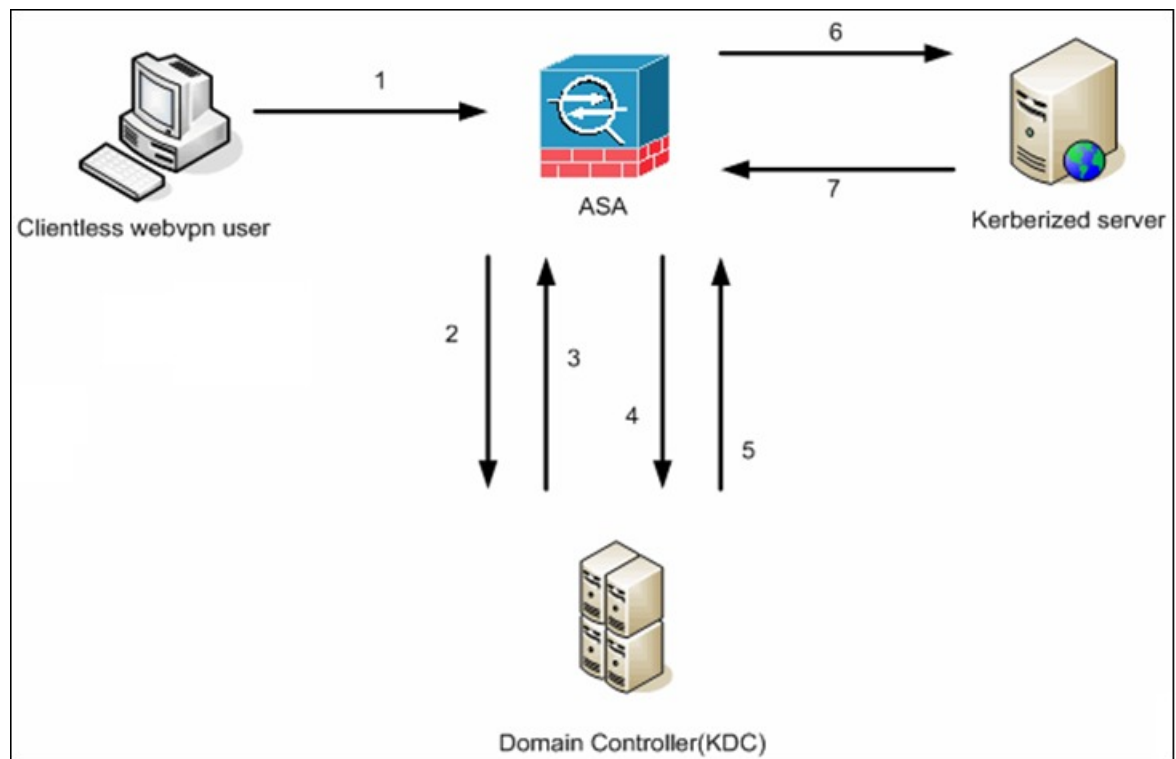 6
1
ASA
7
Clientless webvpn user
Kerberized server
2
3
4
5
Domain Controller(KDC)